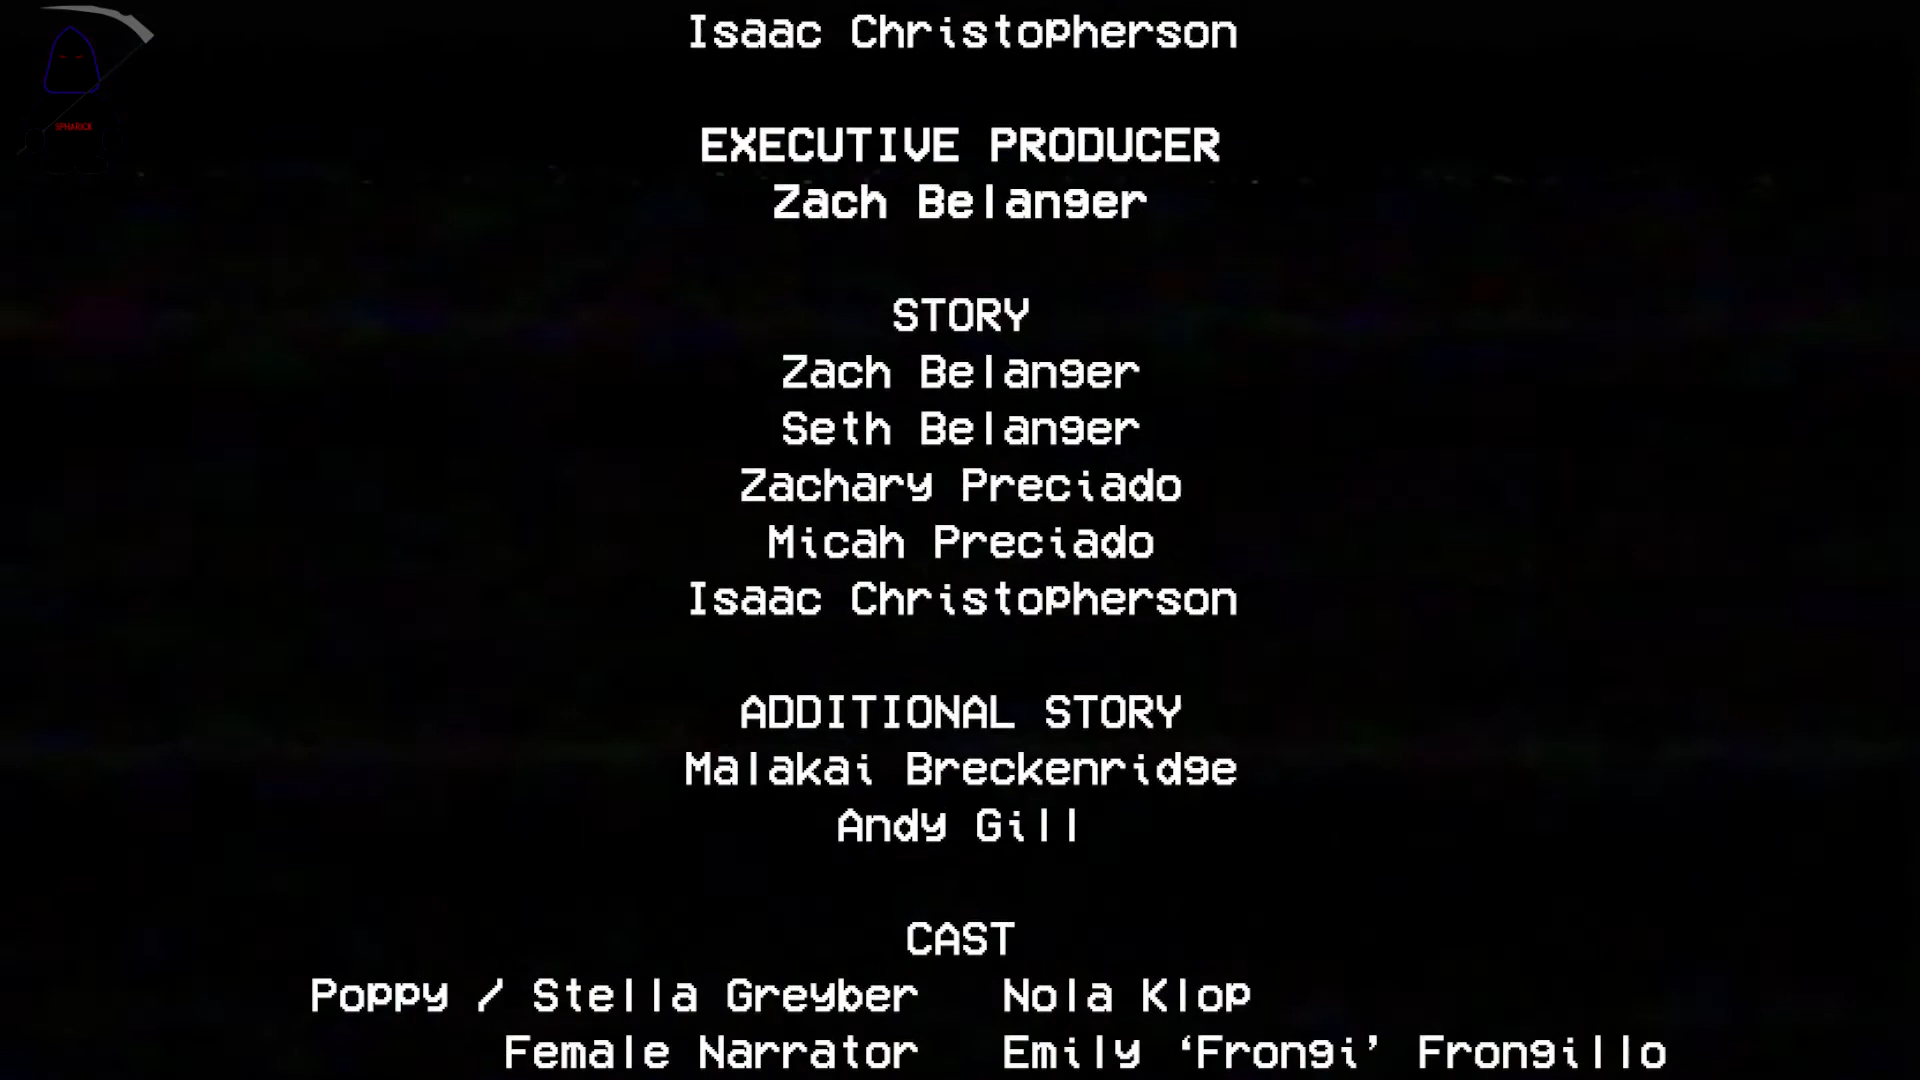 Isaac Christopherson
EXECUTIVE PRODUCER
Zach Belanger
STORY
Zach Belanger
Seth Belanger
Zachary Preciado
Micah Preciado
Isaac Christopherson
ADDITIONAL STORY
Malakai Breckenridge
Andy Gill
CAST
Poppy / Stella Greyber Nola Klop
Female Narrator Emily ‘Frongi’ Frongillo